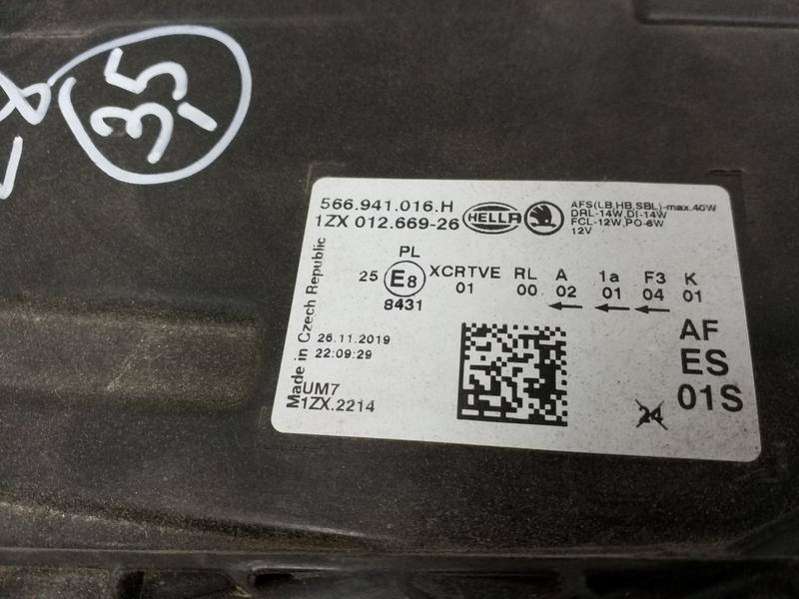 35
566.941.016.H
1ZX 012.669-26
HELLA
AFS(LB,HB,SBL)-max.40W
DRL-14W,DI-14W
FCL-12W,PO-6W
12V
PL
25 E8 XCRTVE RL A 1a F3 K
8431 01 00 02 01 04 01
Made in Czech Republic
26.11.2019
22:09:29
UM7
1ZX.2214
AF
ES
01S
24